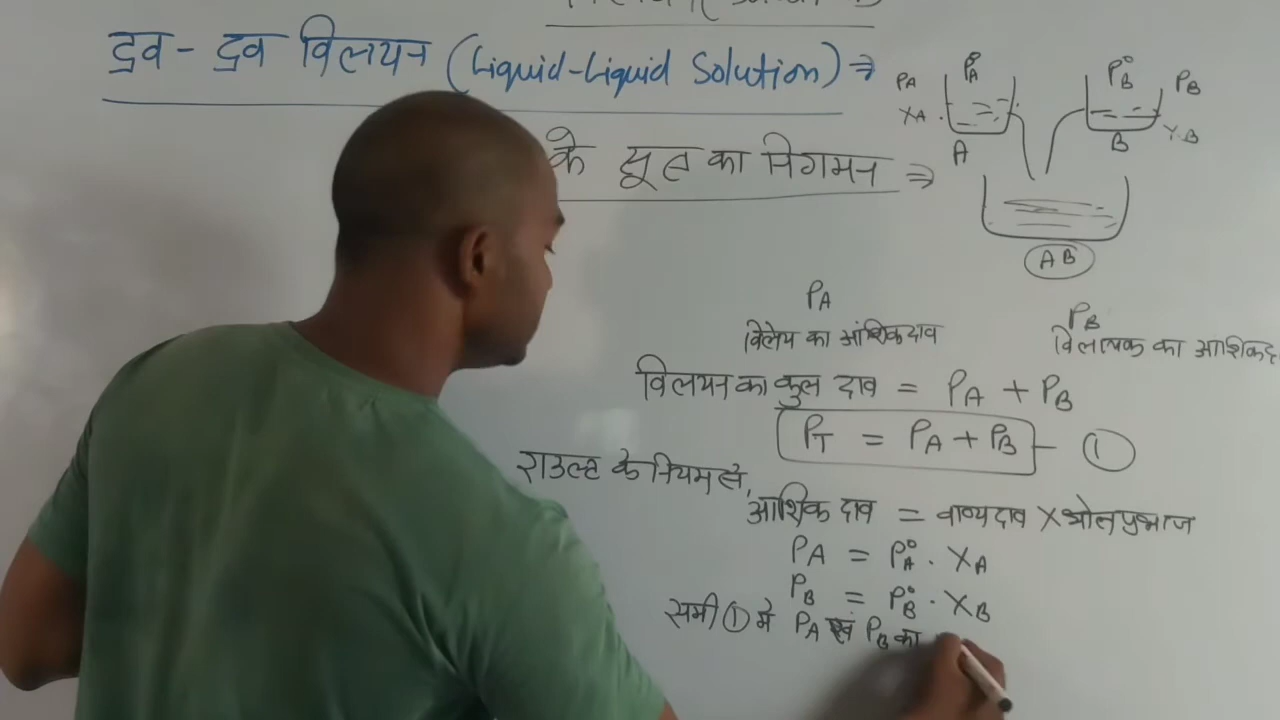 द्रव - द्रव विलयन (Liquid-Liquid Solution) ⇒
के सूत्र का निगमन ⇒
PA P°A P°B PB
XA XB
A B
AB
PA PB
विलेय का आंशिक दाव विलायक का आंशिक द
विलयन का कुल दाव = PA + PB
PT = PA + PB — ①
राउल्ट के नियम से,
आंशिक दाव = वाष्पदाव × मोल प्रभाज
PA = P°A . XA
PB = P°B . XB
समी ① में PA एवं PB का